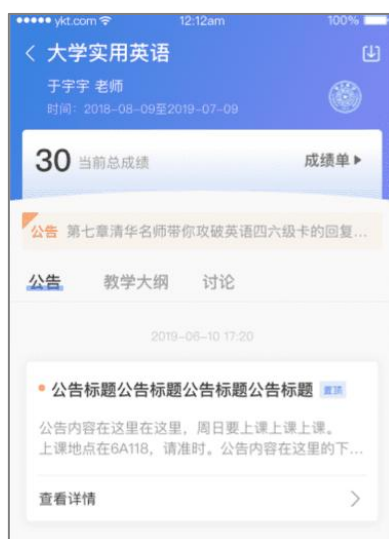 ykt.com 12:12am 100%
大学实用英语
于宇宇 老师
时间：2018-08-09至2019-07-09
30 当前总成绩 成绩单
公告 第七章清华名师带你攻破英语四六级卡的回复...
公告 教学大纲 讨论
2019-06-10 17:20
公告标题公告标题公告标题公告标题 置顶
公告内容在这里在这里，周日要上课上课上课。
上课地点在6A118，请准时。公告内容在这里的下...
查看详情